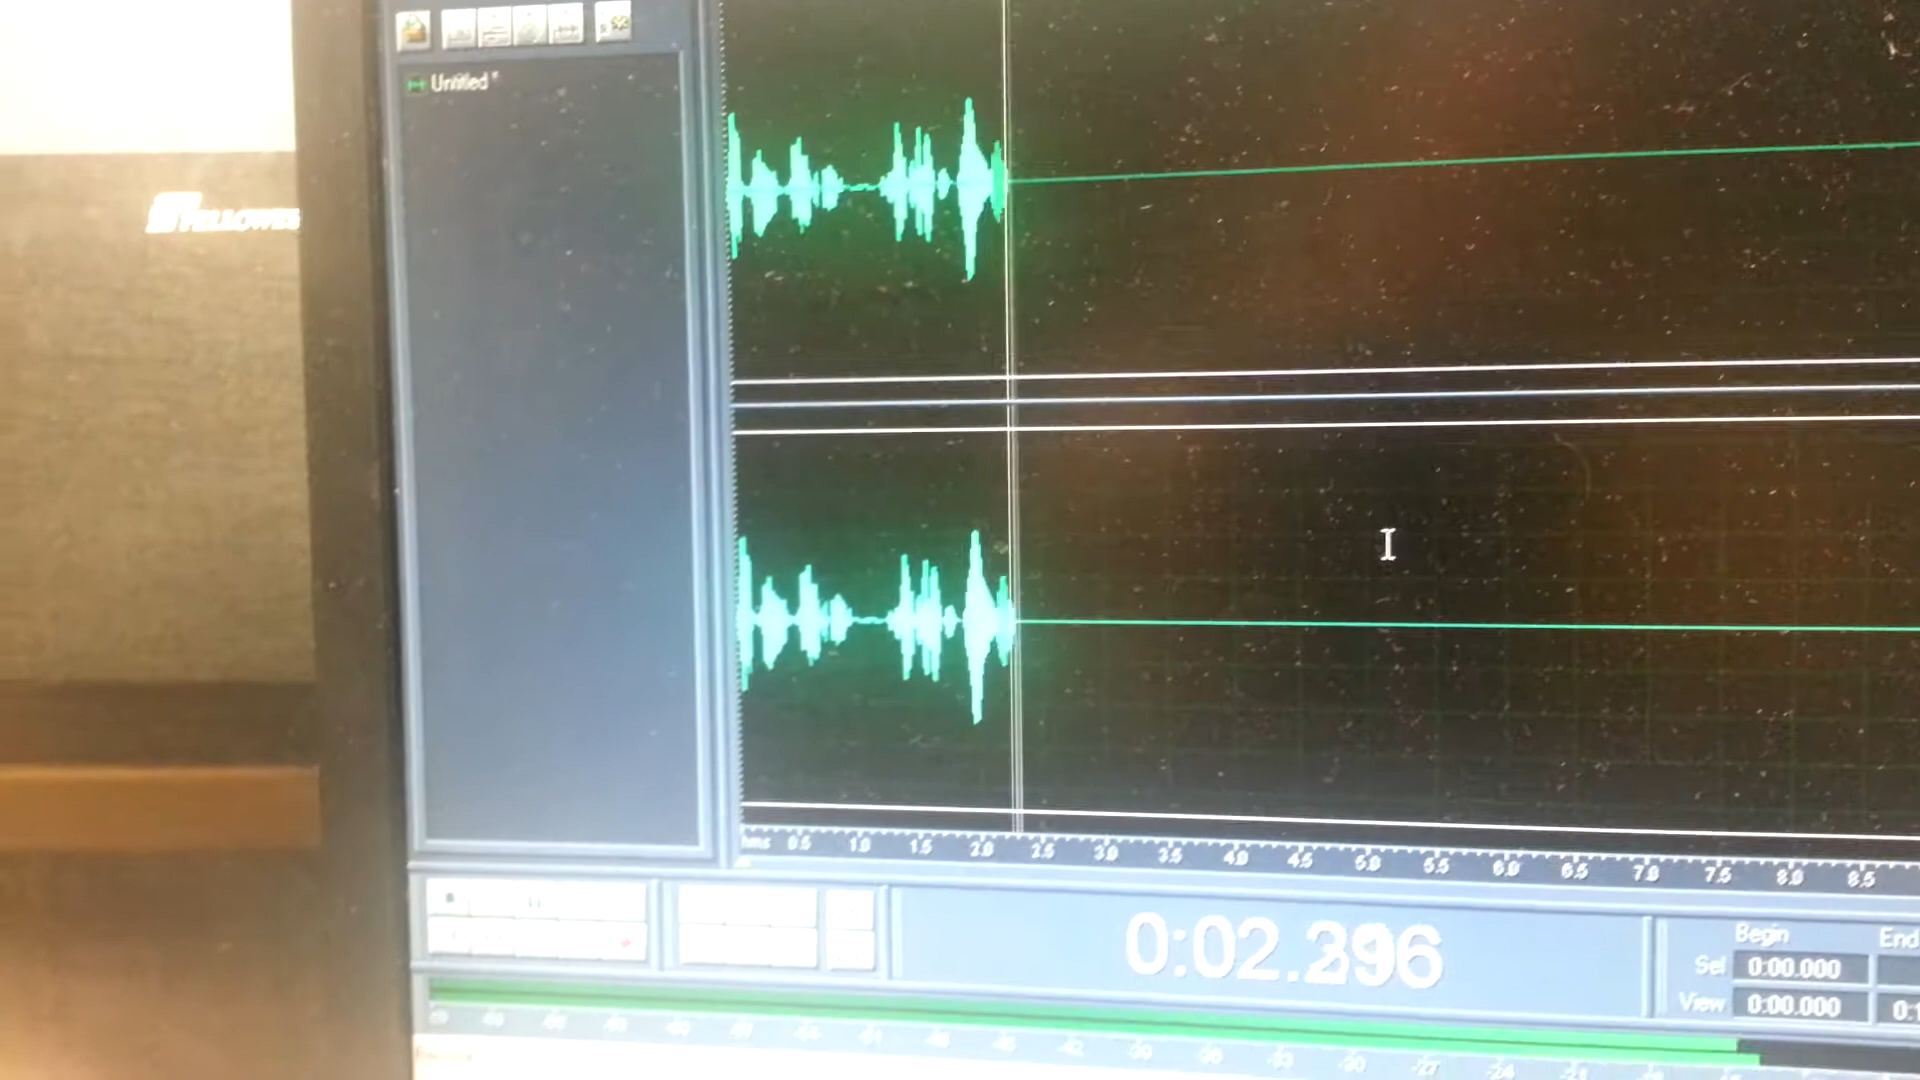 Untitled *
FELLOWES
hms 0.5 1.0 1.5 2.0 2.5 3.0 3.5 4.0 4.5 5.0 5.5 6.0 6.5 7.0 7.5 8.0 8.5
0:02.396
Begin End
Sel 0:00.000
View 0:00.000